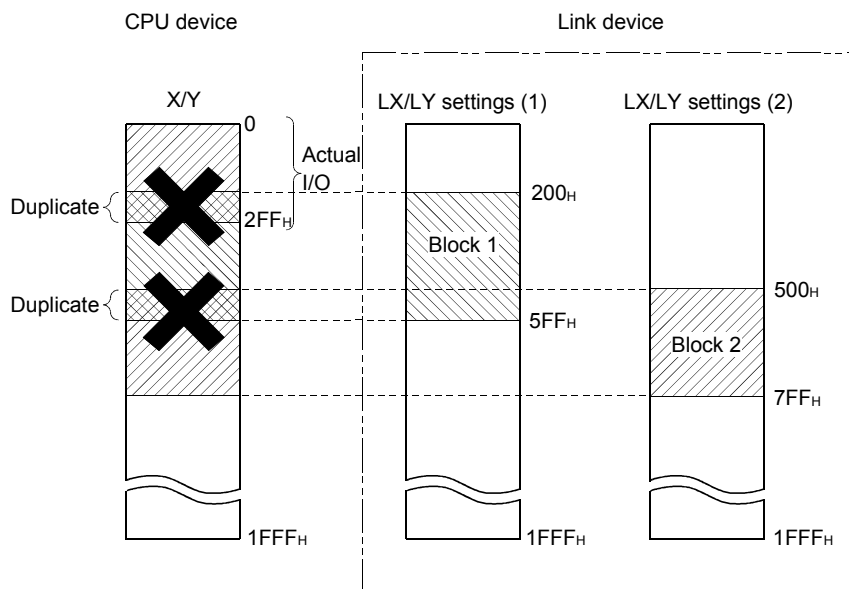 CPU device
Link device
X/Y
LX/LY settings (1)
LX/LY settings (2)
0
Actual
I/O
Duplicate
2FFH
200H
Block 1
Duplicate
500H
5FFH
Block 2
7FFH
1FFFH
1FFFH
1FFFH